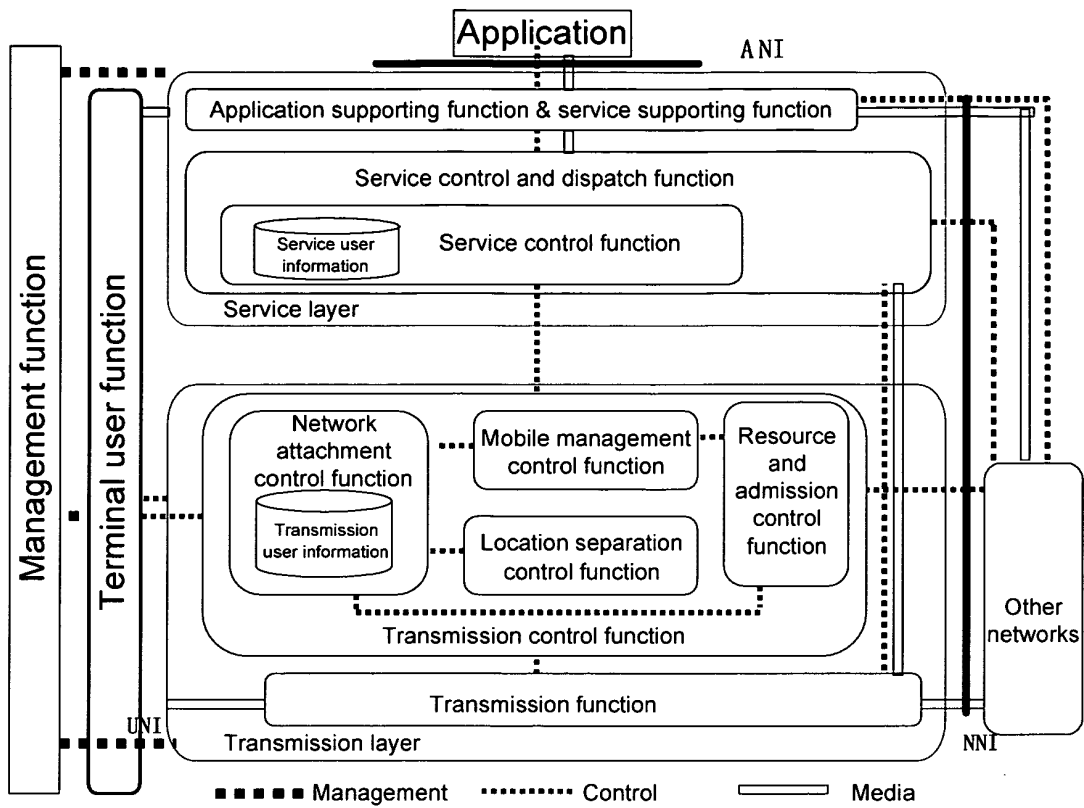 Application
ANI
Management function
Terminal user function
Application supporting function & service supporting function
Service control and dispatch function
Service user
information
Service control function
Service layer
Network
attachment
control function
Transmission
user information
Mobile management
control function
Location separation
control function
Resource
and
admission
control
function
Transmission control function
Other
networks
Transmission function
UNI
Transmission layer
NNI
Management
Control
Media